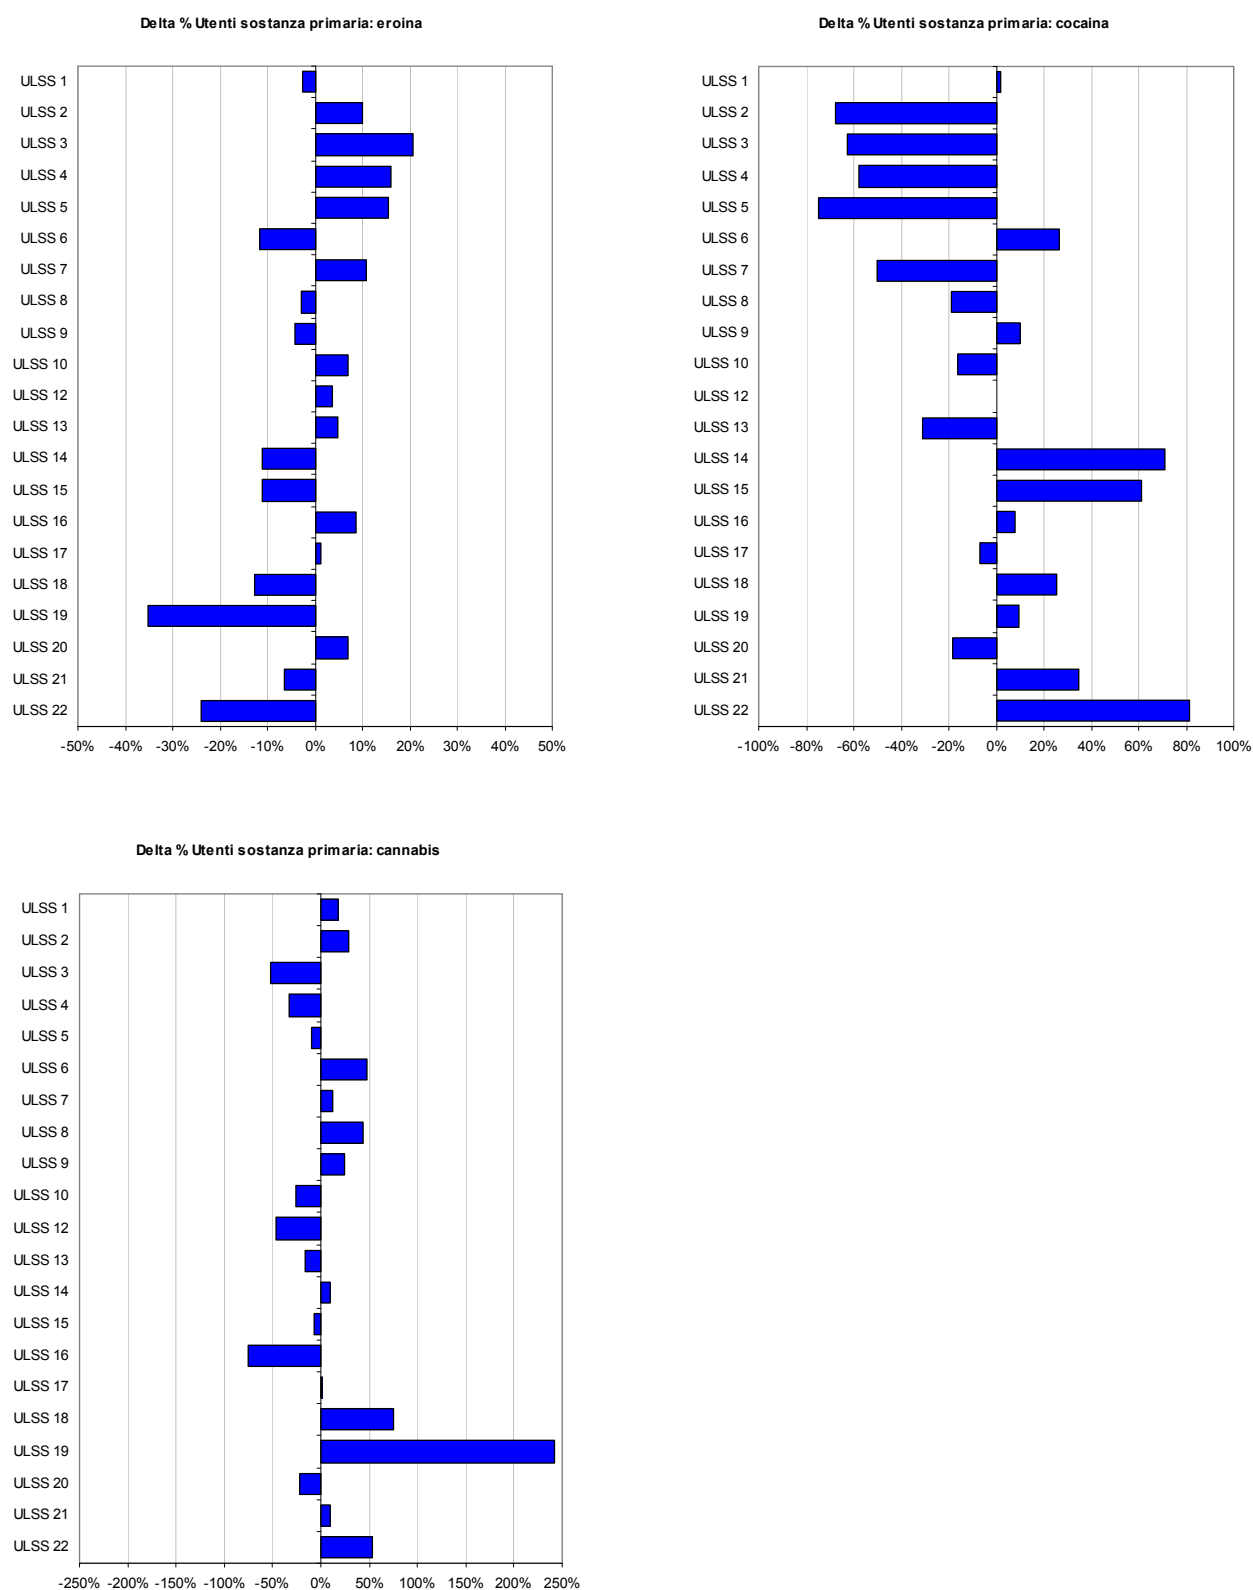 Delta % Utenti sostanza primaria: eroina
ULSS 1
ULSS 2
ULSS 3
ULSS 4
ULSS 5
ULSS 6
ULSS 7
ULSS 8
ULSS 9
ULSS 10
ULSS 12
ULSS 13
ULSS 14
ULSS 15
ULSS 16
ULSS 17
ULSS 18
ULSS 19
ULSS 20
ULSS 21
ULSS 22
-50% -40% -30% -20% -10% 0% 10% 20% 30% 40% 50%
Delta % Utenti sostanza primaria: cocaina
ULSS 1
ULSS 2
ULSS 3
ULSS 4
ULSS 5
ULSS 6
ULSS 7
ULSS 8
ULSS 9
ULSS 10
ULSS 12
ULSS 13
ULSS 14
ULSS 15
ULSS 16
ULSS 17
ULSS 18
ULSS 19
ULSS 20
ULSS 21
ULSS 22
-100% -80% -60% -40% -20% 0% 20% 40% 60% 80% 100%
Delta % Utenti sostanza primaria: cannabis
ULSS 1
ULSS 2
ULSS 3
ULSS 4
ULSS 5
ULSS 6
ULSS 7
ULSS 8
ULSS 9
ULSS 10
ULSS 12
ULSS 13
ULSS 14
ULSS 15
ULSS 16
ULSS 17
ULSS 18
ULSS 19
ULSS 20
ULSS 21
ULSS 22
-250% -200% -150% -100% -50% 0% 50% 100% 150% 200% 250%